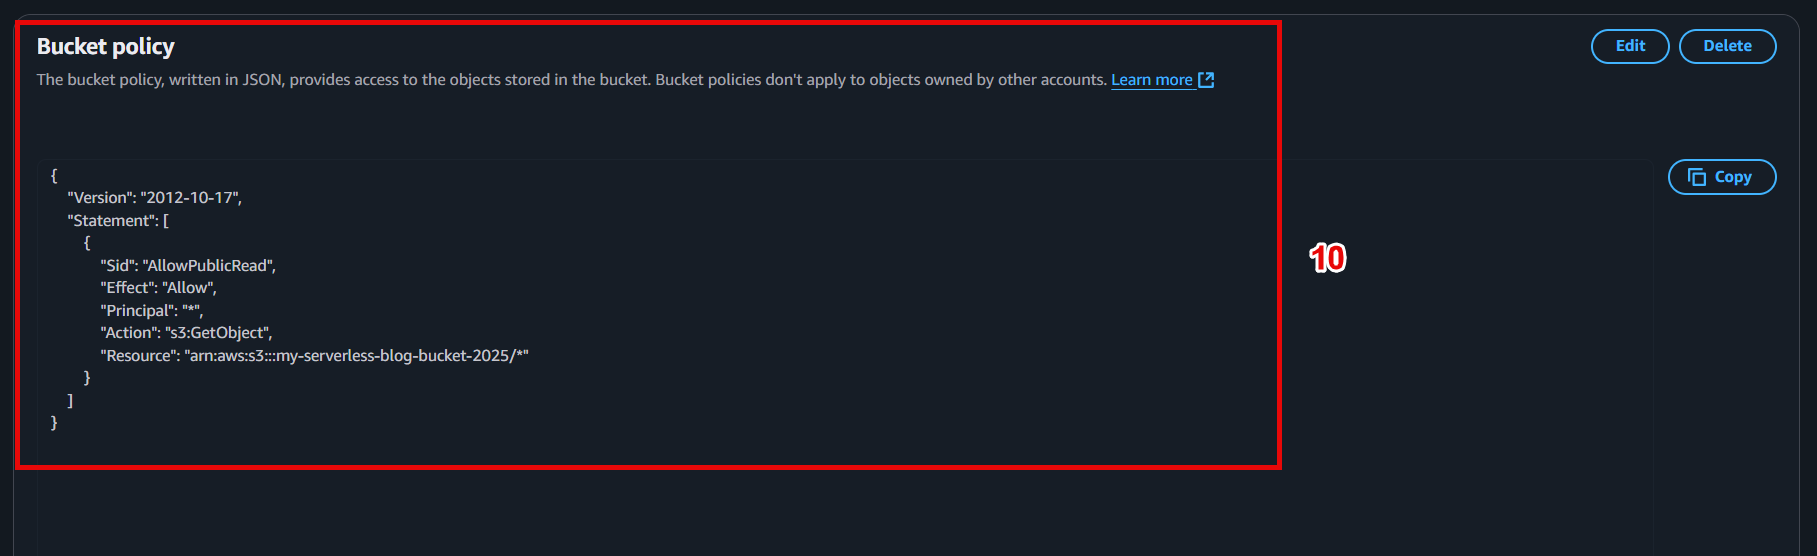 Bucket policy
Edit
Delete
The bucket policy, written in JSON, provides access to the objects stored in the bucket. Bucket policies don't apply to objects owned by other accounts. Learn more
{
"Version": "2012-10-17",
"Statement": [
{
"Sid": "AllowPublicRead",
"Effect": "Allow",
"Principal": "*",
"Action": "s3:GetObject",
"Resource": "arn:aws:s3:::my-serverless-blog-bucket-2025/*"
}
]
}
Copy
10